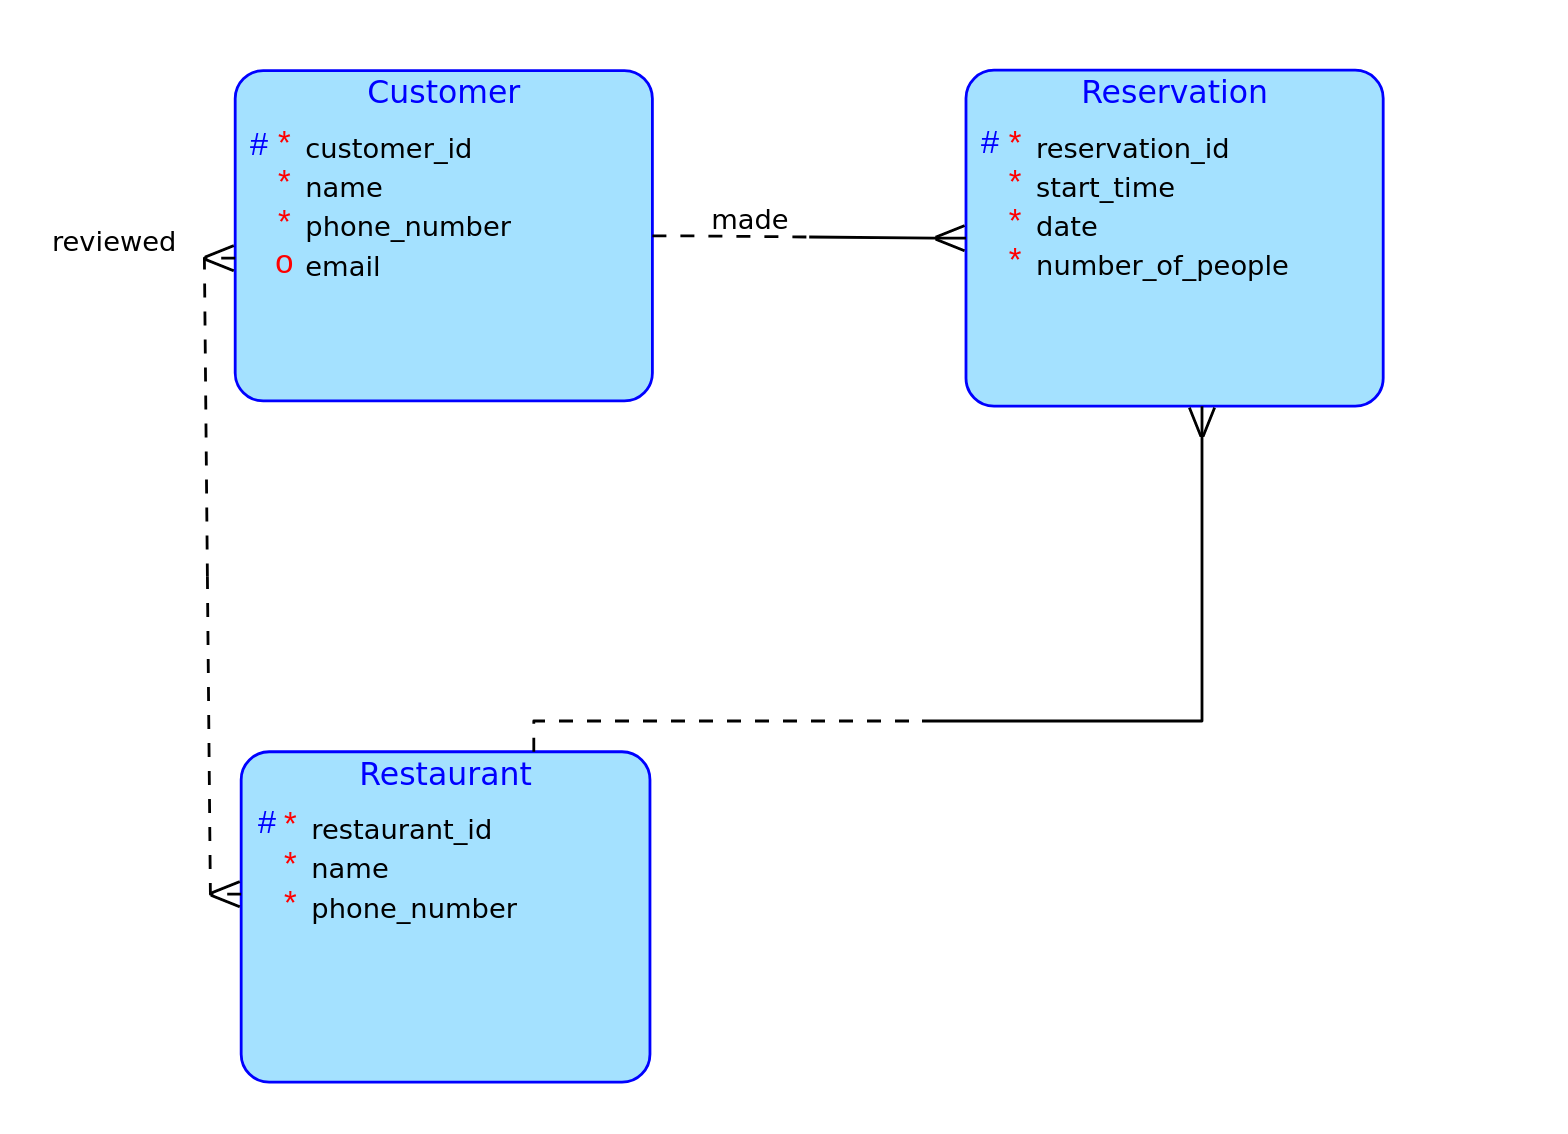 Customer
# * customer_id
* name
* phone_number
o email
reviewed
made
Reservation
# * reservation_id
* start_time
* date
* number_of_people
Restaurant
# * restaurant_id
* name
* phone_number